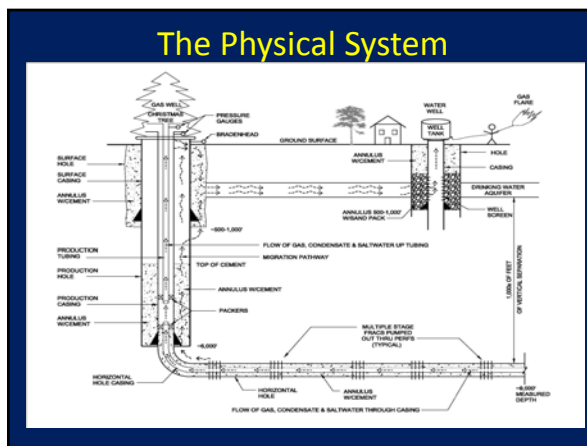 The Physical System
GAS WELL
CHRISTMAS
TREE
PRESSURE
GAUGES
BRADENHEAD
GROUND SURFACE
WATER
WELL
WELL
TANK
GAS
FLARE
SURFACE
HOLE
SURFACE
CASING
ANNULUS
W/CEMENT
ANNULUS
W/CEMENT
HOLE
CASING
DRINKING WATER
AQUIFER
ANNULUS 500-1,000'
W/SAND PACK
WELL
SCREEN
~500-1,000'
PRODUCTION
TUBING
FLOW OF GAS, CONDENSATE & SALTWATER UP TUBING
MIGRATION PATHWAY
TOP OF CEMENT
PRODUCTION
HOLE
ANNULUS W/CEMENT
PRODUCTION
CASING
ANNULUS
W/CEMENT
PACKERS
1,000s OF FEET
OF VERTICAL SEPARATION
MULTIPLE STAGE
FRACS PUMPED
OUT THRU PERFS
(TYPICAL)
HORIZONTAL
HOLE CASING
HORIZONTAL
HOLE
ANNULUS
W/CEMENT
MEASURED
DEPTH
FLOW OF GAS, CONDENSATE & SALTWATER THROUGH CASING